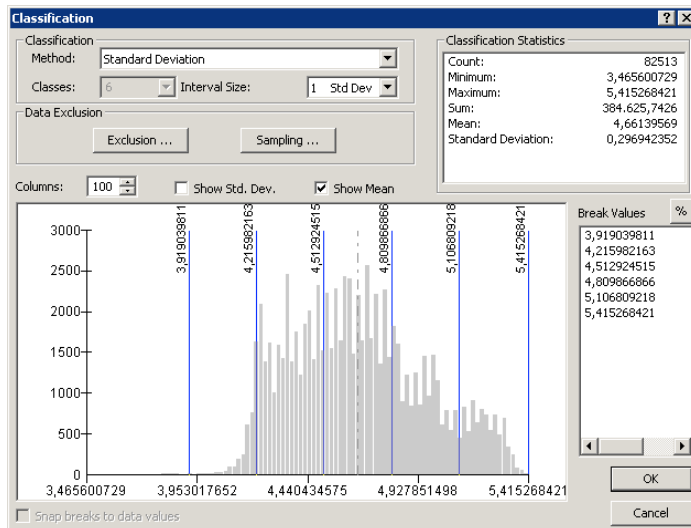 Classification
Classification
Method: Standard Deviation
Classes: 6 Interval Size: 1 Std Dev
Data Exclusion
Exclusion ... Sampling ...
Classification Statistics
Count: 82513
Minimum: 3,465600729
Maximum: 5,415268421
Sum: 384.625,7426
Mean: 4,66139569
Standard Deviation: 0,296942352
Columns: 100 Show Std. Dev. Show Mean
Break Values %
3,919039811
4,215982163
4,512924515
4,809866866
5,106809218
5,415268421
3000
2500
2000
1500
1000
500
0
3,919039811
4,215982163
4,512924515
4,809866866
5,106809218
5,415268421
3,465600729 3,953017652 4,440434575 4,927851498 5,415268421
Snap breaks to data values
OK
Cancel